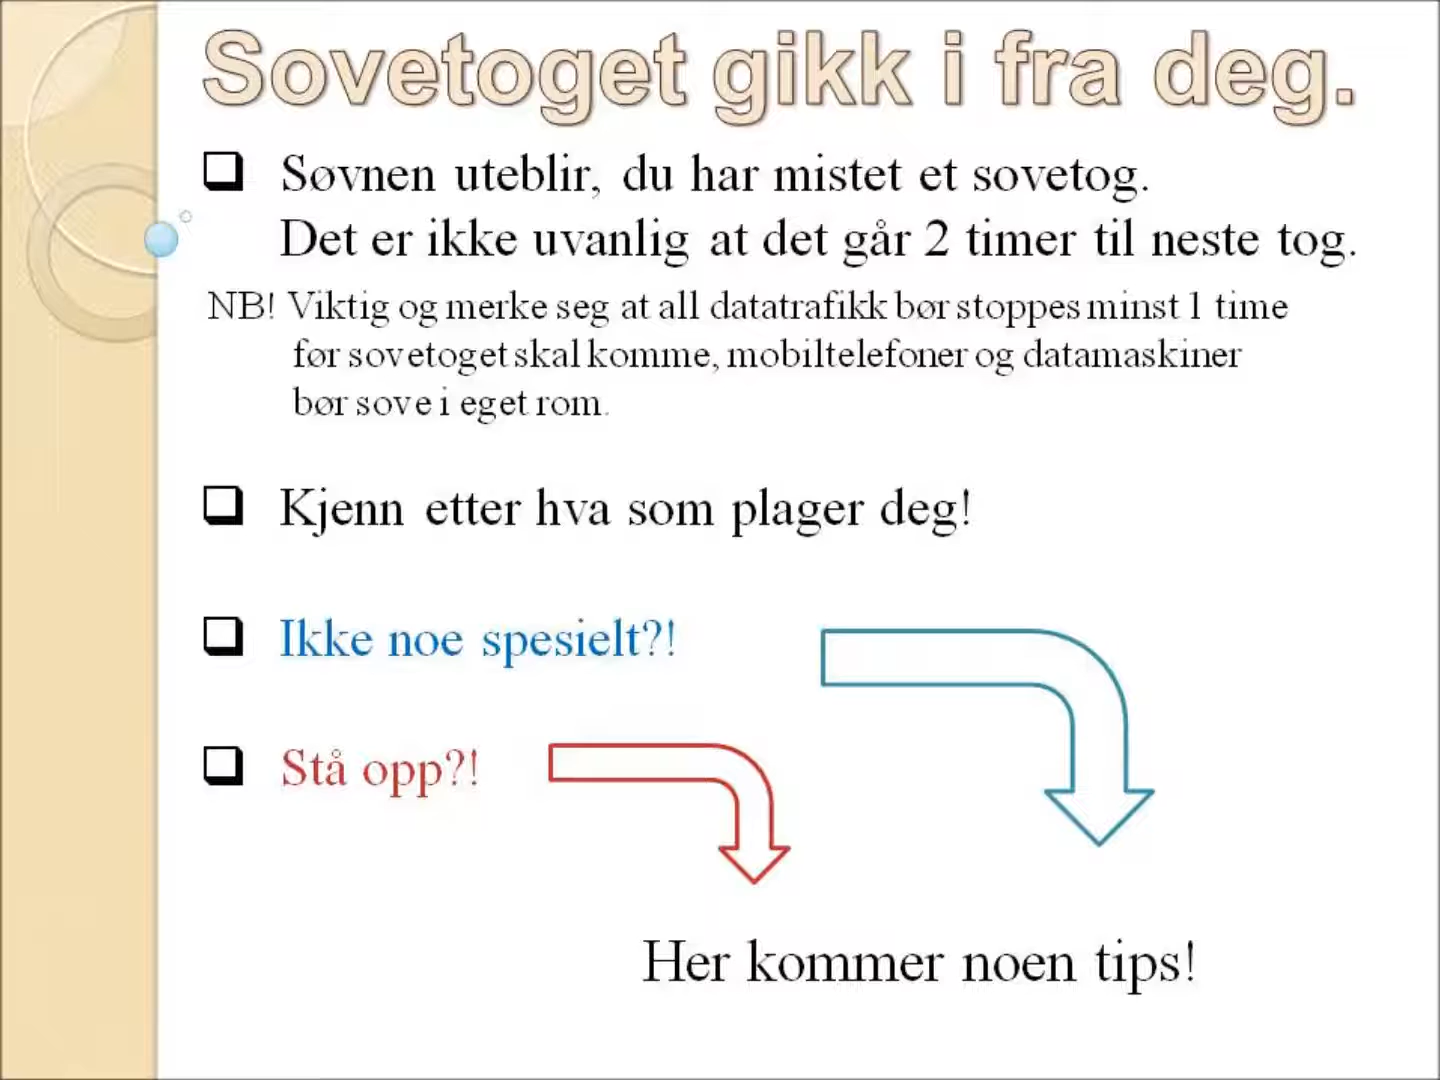 Sovetoget gikk i fra deg.
Søvnen uteblir, du har mistet et sovetog.
Det er ikke uvanlig at det går 2 timer til neste tog.
NB! Viktig og merke seg at all datatrafikk bør stoppes minst 1 time
før sovetoget skal komme, mobiltelefoner og datamaskiner
bør sove i eget rom.
Kjenn etter hva som plager deg!
Ikke noe spesielt?!
Stå opp?!
Her kommer noen tips!